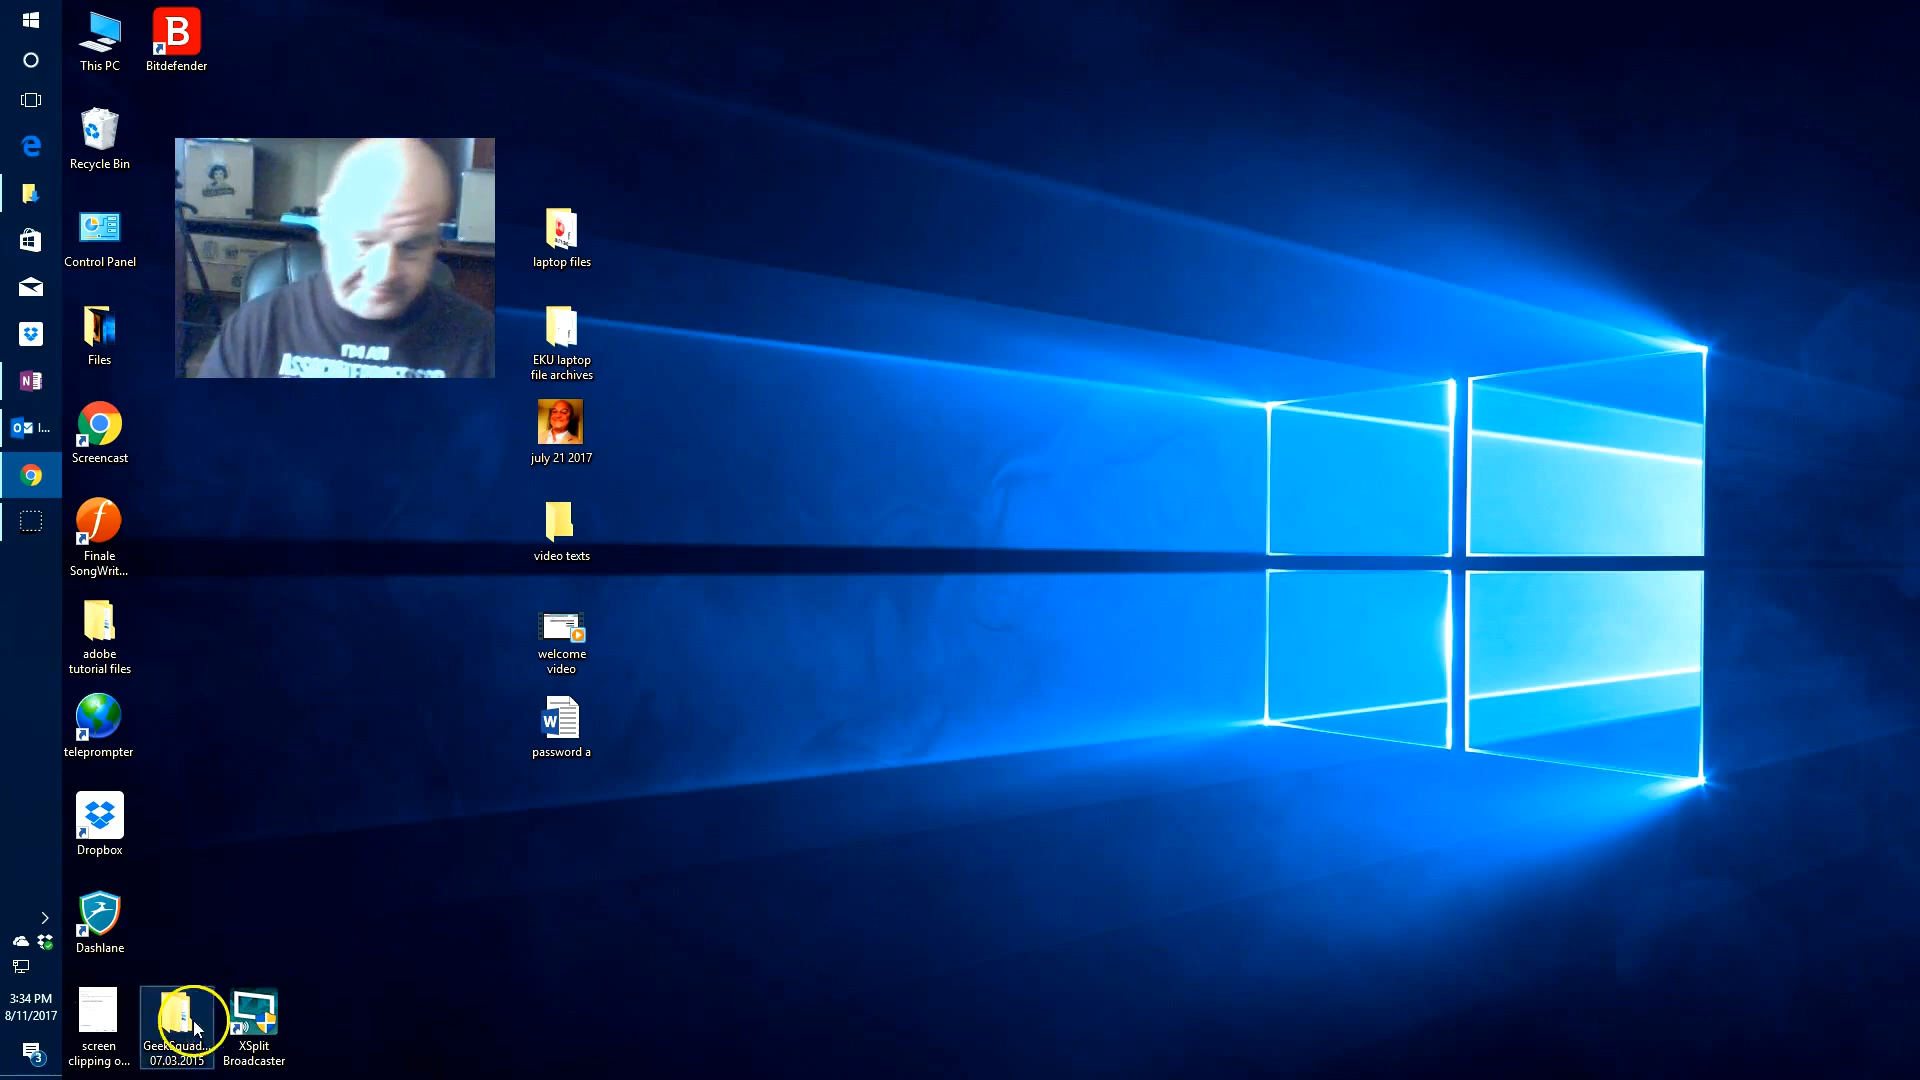 This PC
B
Bitdefender
Recycle Bin
Control Panel
Files
Screencast
Finale
SongWrit...
adobe
tutorial files
teleprompter
Dropbox
Dashlane
screen
clipping o...
GeekSquad...
07.03.2015
XSplit
Broadcaster
I'M AN
laptop files
EKU laptop
file archives
july 21 2017
video texts
welcome
video
W
password a
N
I...
3:34 PM
8/11/2017
3